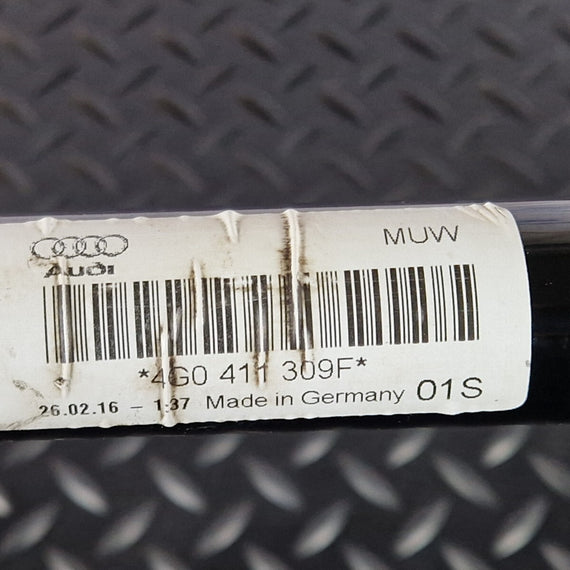 MUW
Audi
*4G0 411 309F*
26.02.16 - 1:37 Made in Germany 01S